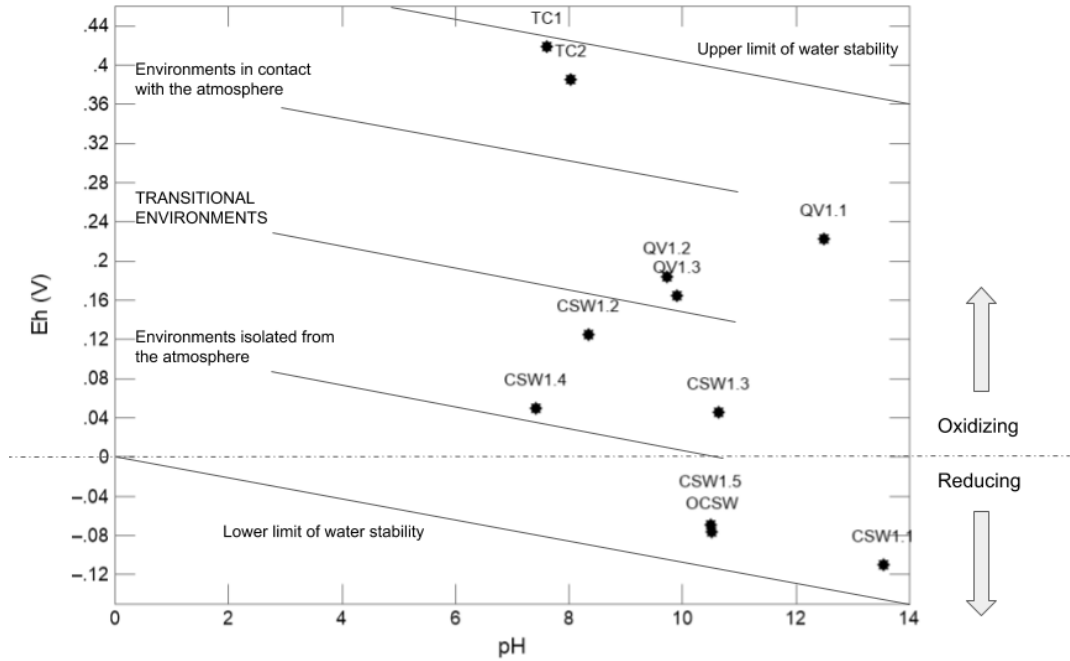 .44
TC1
Upper limit of water stability
TC2
.4
Environments in contact
with the atmosphere
.36
.32
.28
TRANSITIONAL
ENVIRONMENTS
.24
QV1.1
QV1.2
.2
QV1.3
Eh (V)
.16
CSW1.2
.12
Environments isolated from
the atmosphere
.08
CSW1.4
CSW1.3
.04
Oxidizing
0
Reducing
CSW1.5
−.04
OCSW
Lower limit of water stability
−.08
CSW1.1
−.12
0 2 4 6 8 10 12 14
pH